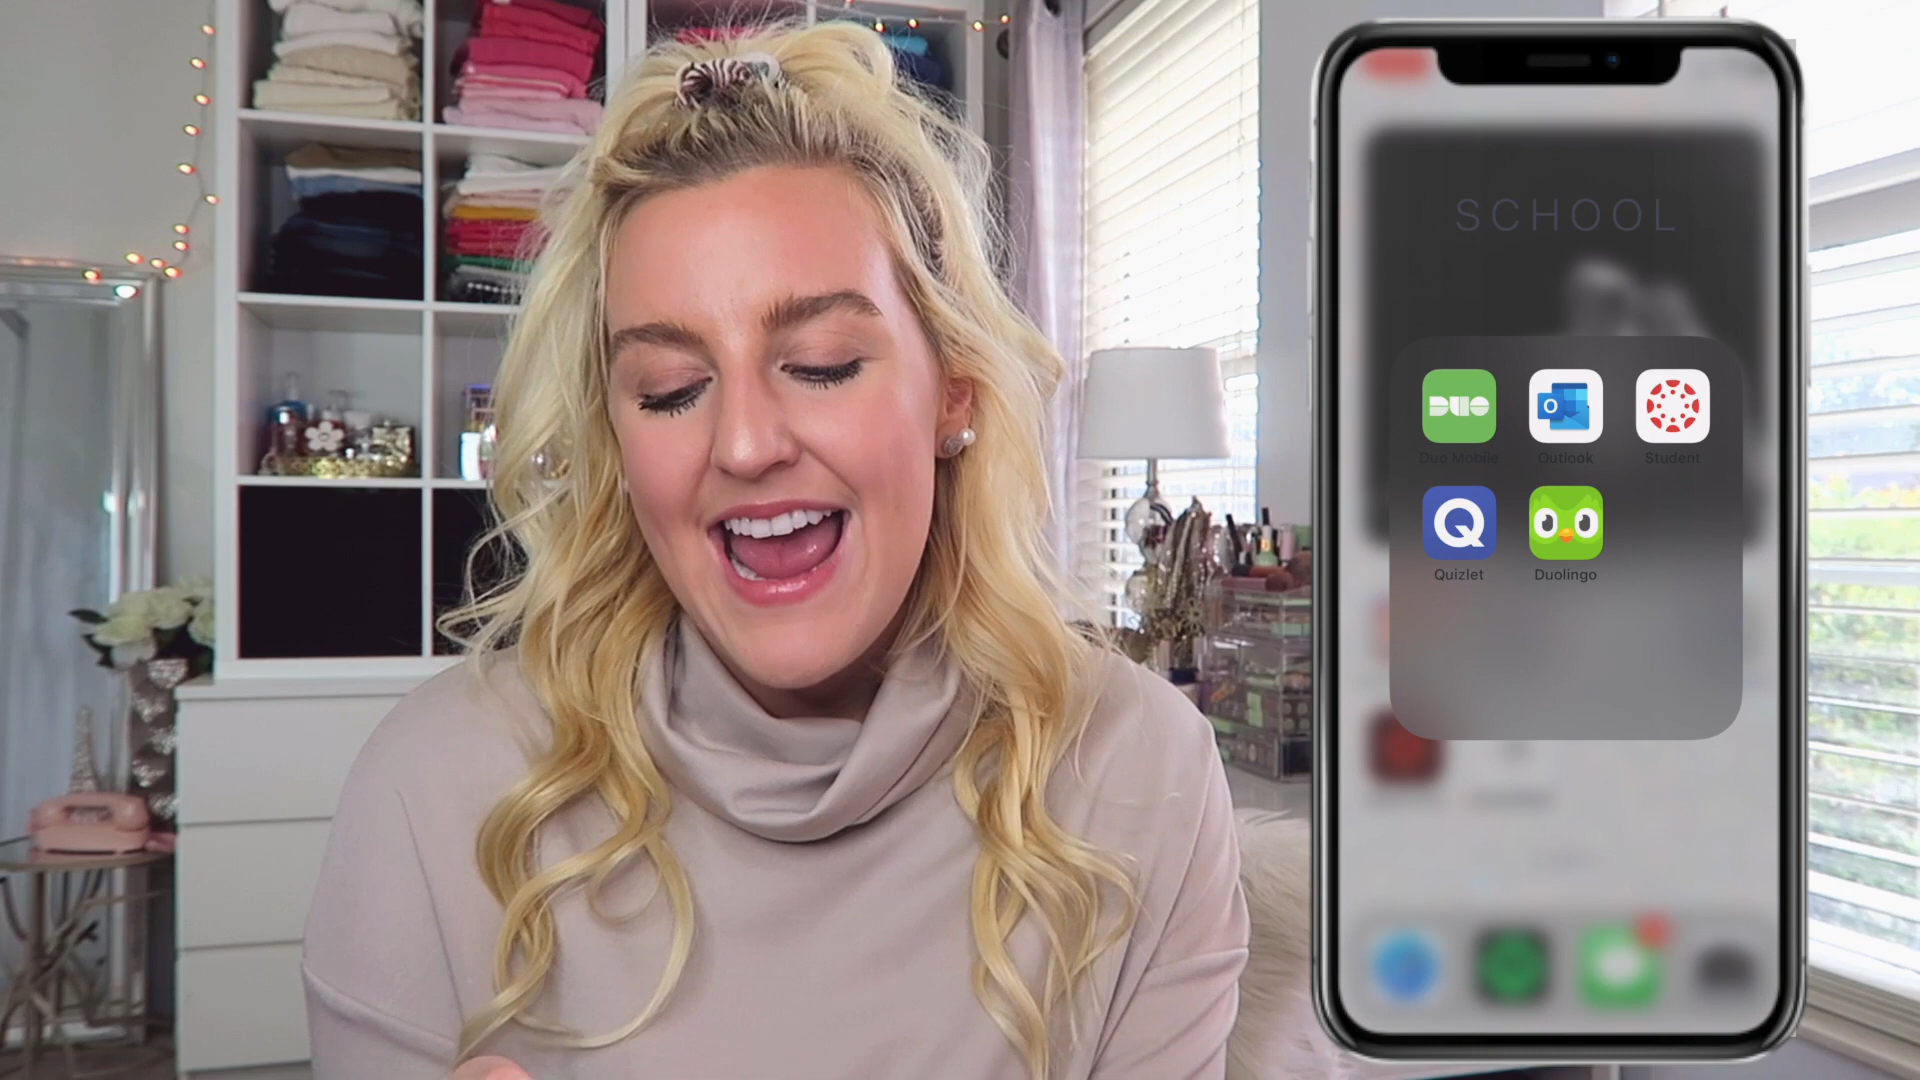 SCHOOL
DUO
Duo Mobile
Outlook
Student
Quizlet
Duolingo